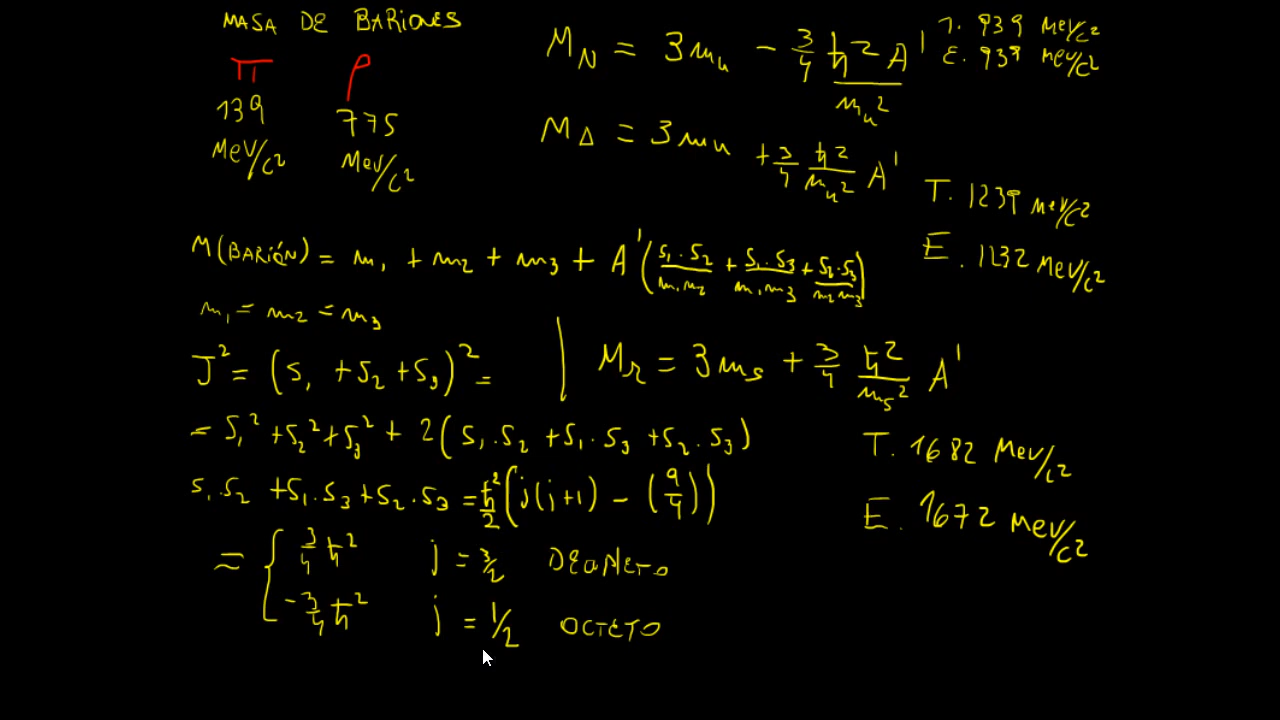 MASA DE BARIONES
π ρ
139 775
MeV/c² MeV/c²
M_N = 3m_u - 3/4 ħ²/m_u² A'
T. 939 MeV/c²
E. 939 MeV/c²
M_Δ = 3m_u + 3/4 ħ²/m_u² A'
T. 1239 MeV/c²
E. 1132 MeV/c²
M(BARIÓN) = m₁ + m₂ + m₃ + A' (S₁·S₂/m₁m₂ + S₁·S₃/m₁m₃ + S₂·S₃/m₂m₃)
m₁ = m₂ = m₃
J² = (S₁ + S₂ + S₃)² =
= S₁² + S₂² + S₃² + 2(S₁·S₂ + S₁·S₃ + S₂·S₃)
S₁·S₂ + S₁·S₃ + S₂·S₃ = ħ²/2 (j(j+1) - (9/4))
= { 3/4 ħ² j = 3/2
-3/4 ħ² j = 1/2 OCTETO
M_Ω = 3m_s + 3/4 ħ²/m_s² A'
T. 1682 MeV/c²
E. 1672 MeV/c²